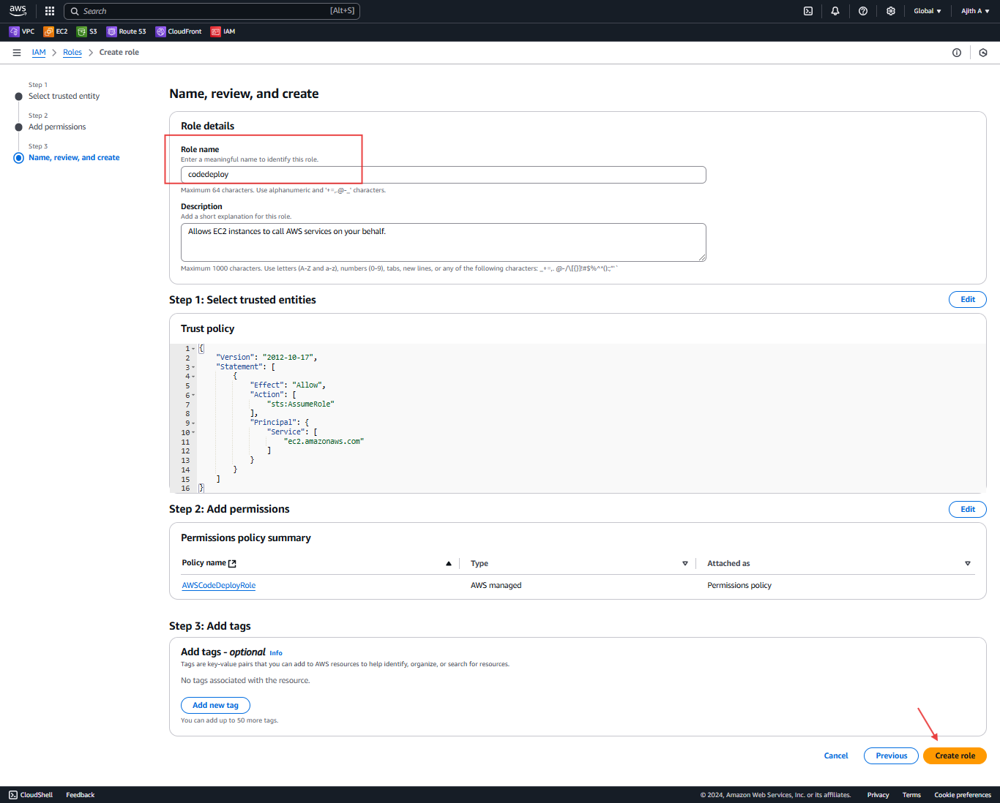 aws
Search [Alt+S] Global Ajith A
VPC EC2 S3 Route 53 CloudFront IAM
IAM Roles Create role
Step 1
Select trusted entity
Step 2
Add permissions
Step 3
Name, review, and create
Name, review, and create
Role details
Role name
Enter a meaningful name to identify this role.
codedeploy
Maximum 64 characters. Use alphanumeric and '+=,.@-_' characters.
Description
Add a short explanation for this role.
Allows EC2 instances to call AWS services on your behalf.
Maximum 1000 characters. Use letters (A-Z and a-z), numbers (0-9), tabs, new lines, or any of the following characters: _+=,. @-/\[{}]!#$%^*();:"'`
Step 1: Select trusted entities Edit
Trust policy
1 {
2 "Version": "2012-10-17",
3 "Statement": [
4 {
5 "Effect": "Allow",
6 "Action": [
7 "sts:AssumeRole"
8 ],
9 "Principal": {
10 "Service": [
11 "ec2.amazonaws.com"
12 ]
13 }
14 }
15 ]
16 }
Step 2: Add permissions Edit
Permissions policy summary
Policy name Type Attached as
AWSCodeDeployRole AWS managed Permissions policy
Step 3: Add tags
Add tags - optional Info
Tags are key-value pairs that you can add to AWS resources to help identify, organize, or search for resources.
No tags associated with the resource.
Add new tag
You can add up to 50 more tags.
Cancel Previous Create role
CloudShell Feedback © 2024, Amazon Web Services, Inc. or its affiliates. Privacy Terms Cookie preferences